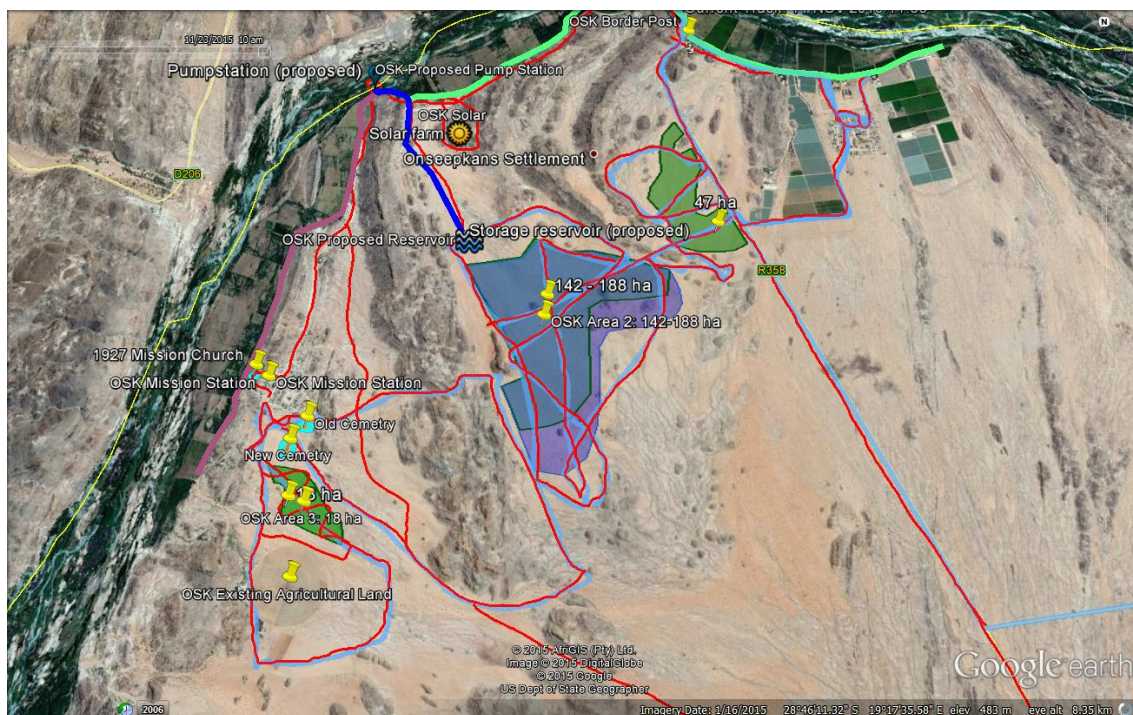 OSK Border Post
11/23/2015 10 am
N
Pumpstation (proposed)
OSK Proposed Pump Station
OSK Solar
Solar farm
Onseepkans Settlement
D206
47 ha
OSK Proposed Reservoir
Storage reservoir (proposed)
R358
142 - 188 ha
OSK Area 2: 142-188 ha
1927 Mission Church
OSK Mission Station
OSK Mission Station
Old Cemetry
New Cemetry
18 ha
OSK Area 3: 18 ha
OSK Existing Agricultural Land
© 2015 AfriGIS (Pty) Ltd.
Image © 2015 DigitalGlobe
© 2015 Google
US Dept of State Geographer
Google earth
2006
Imagery Date: 1/16/2015 28°46'11.32" S 19°17'35.58" E elev 483 m eye alt 8.35 km